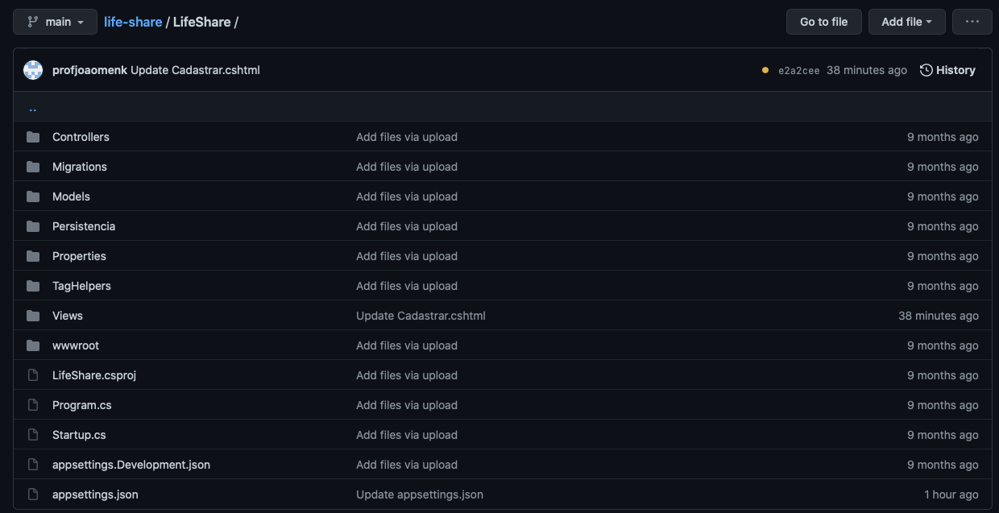 main life-share / LifeShare / Go to file Add file ...
profjoaomenk Update Cadastrar.cshtml e2a2cee 38 minutes ago History
..
Controllers Add files via upload 9 months ago
Migrations Add files via upload 9 months ago
Models Add files via upload 9 months ago
Persistencia Add files via upload 9 months ago
Properties Add files via upload 9 months ago
TagHelpers Add files via upload 9 months ago
Views Update Cadastrar.cshtml 38 minutes ago
wwwroot Add files via upload 9 months ago
LifeShare.csproj Add files via upload 9 months ago
Program.cs Add files via upload 9 months ago
Startup.cs Add files via upload 9 months ago
appsettings.Development.json Add files via upload 9 months ago
appsettings.json Update appsettings.json 1 hour ago